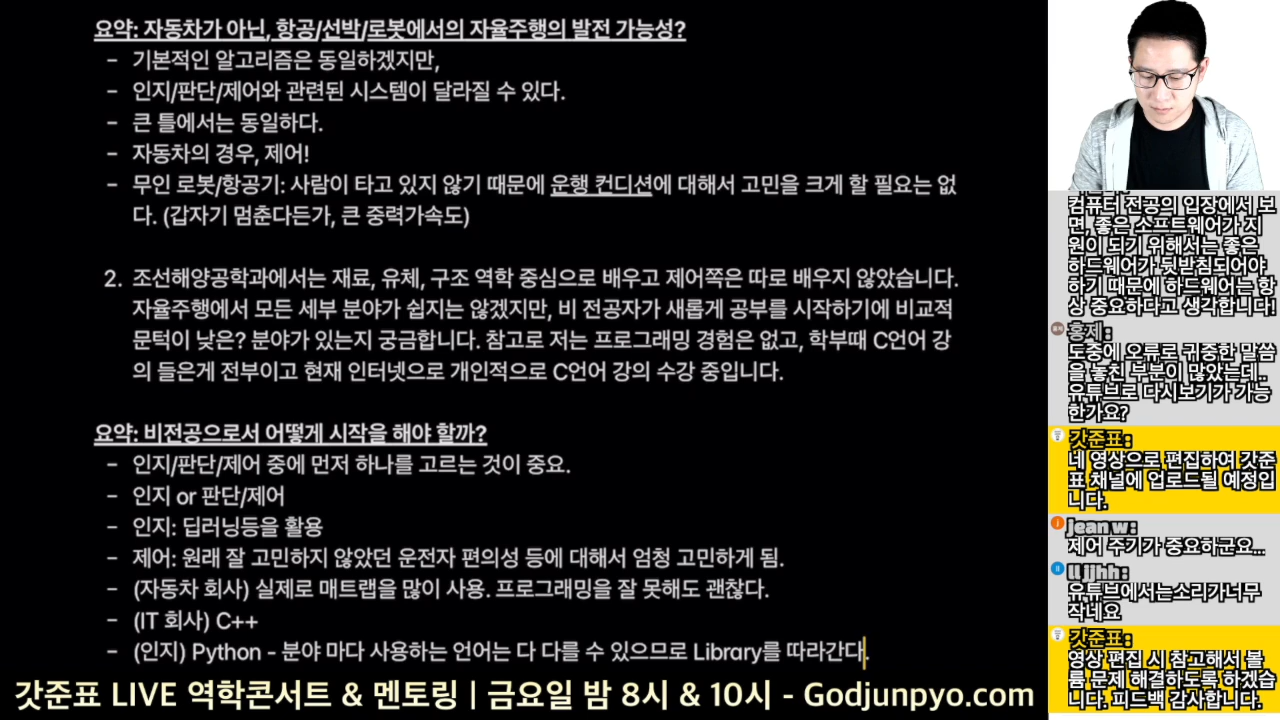 요약: 자동차가 아닌, 항공/선박/로봇에서의 자율주행의 발전 가능성?
- 기본적인 알고리즘은 동일하겠지만,
- 인지/판단/제어와 관련된 시스템이 달라질 수 있다.
- 큰 틀에서는 동일하다.
- 자동차의 경우, 제어!
- 무인 로봇/항공기: 사람이 타고 있지 않기 때문에 운행 컨디션에 대해서 고민을 크게 할 필요는 없
다. (갑자기 멈춘다든가, 큰 중력가속도)
2. 조선해양공학과에서는 재료, 유체, 구조 역학 중심으로 배우고 제어쪽은 따로 배우지 않았습니다.
자율주행에서 모든 세부 분야가 쉽지는 않겠지만, 비 전공자가 새롭게 공부를 시작하기에 비교적
문턱이 낮은? 분야가 있는지 궁금합니다. 참고로 저는 프로그래밍 경험은 없고, 학부때 C언어 강
의 들은게 전부이고 현재 인터넷으로 개인적으로 C언어 강의 수강 중입니다.
요약: 비전공으로서 어떻게 시작을 해야 할까?
- 인지/판단/제어 중에 먼저 하나를 고르는 것이 중요.
- 인지 or 판단/제어
- 인지: 딥러닝등을 활용
- 제어: 원래 잘 고민하지 않았던 운전자 편의성 등에 대해서 엄청 고민하게 됨.
- (자동차 회사) 실제로 매트랩을 많이 사용. 프로그래밍을 잘 못해도 괜찮다.
- (IT 회사) C++
- (인지) Python - 분야 마다 사용하는 언어는 다 다를 수 있으므로 Library를 따라간다.
갓준표 LIVE 역학콘서트 & 멘토링 | 금요일 밤 8시 & 10시 - Godjunpyo.com
컴퓨터 전공의 입장에서 보
면, 좋은 소프트웨어가 지
원이 되기 위해서는 좋은
하드웨어가 뒷받침되어야
하기 때문에 하드웨어는 항
상 중요하다고 생각합니다!
홍제:
도중에 오류로 귀중한 말씀
을 놓친 부분이 많았는데..
유튜브로 다시보기가 가능
한가요?
갓준표:
네 영상으로 편집하여 갓준
표 채널에 업로드될 예정입
니다.
jean w:
제어 주기가 중요하군요...
ll jjhh:
유튜브에서는소리가너무
작네요
갓준표:
영상 편집 시 참고해서 볼
륨 문제 해결하도록 하겠습
니다. 피드백 감사합니다.